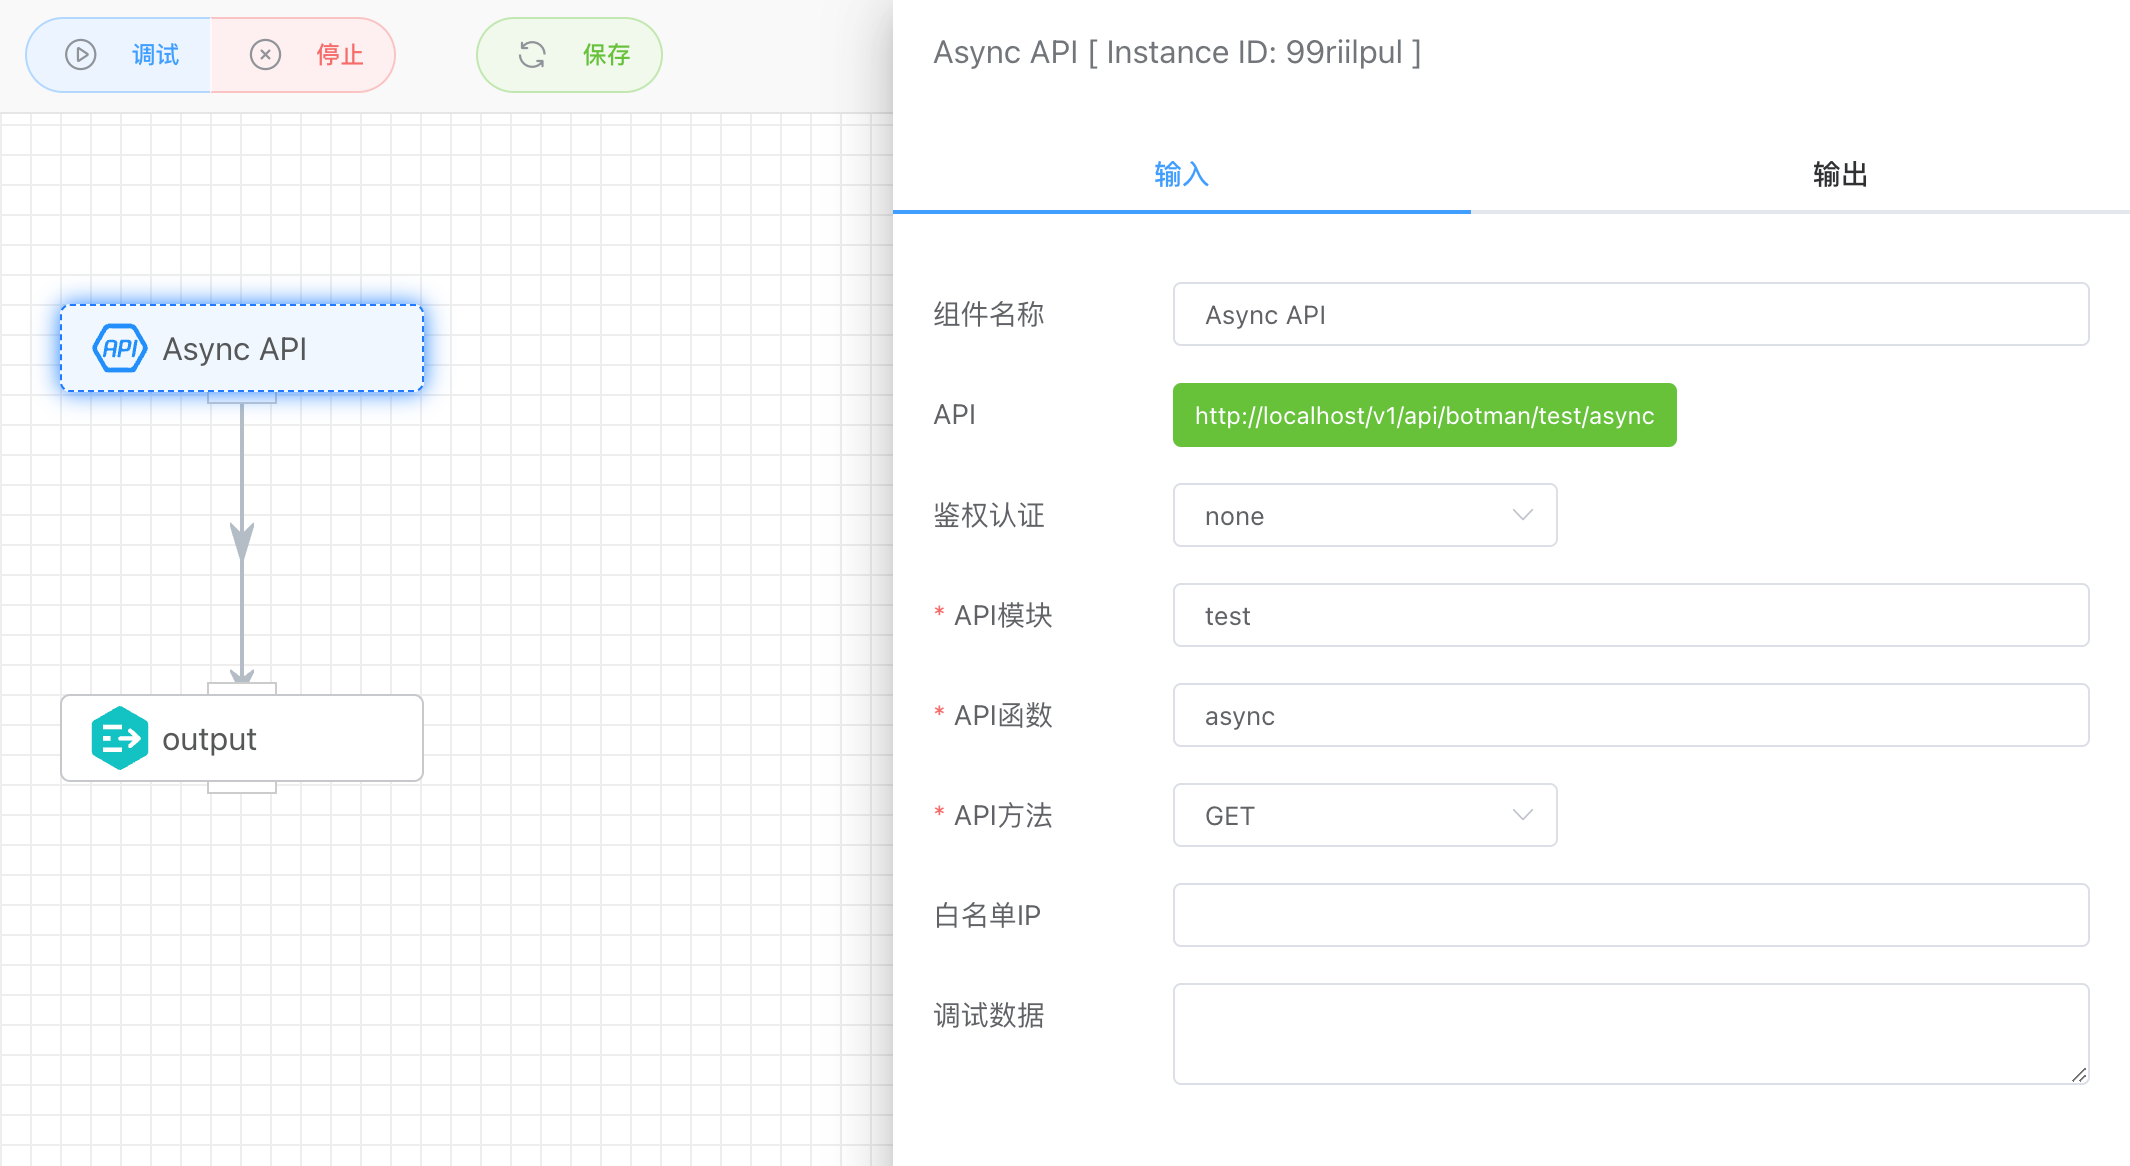 调试
停止
保存
Async API [ Instance ID: 99riilpul ]
输入
输出
API Async API
output
组件名称
Async API
API
http://localhost/v1/api/botman/test/async
鉴权认证
none
* API模块
test
* API函数
async
* API方法
GET
白名单IP
调试数据